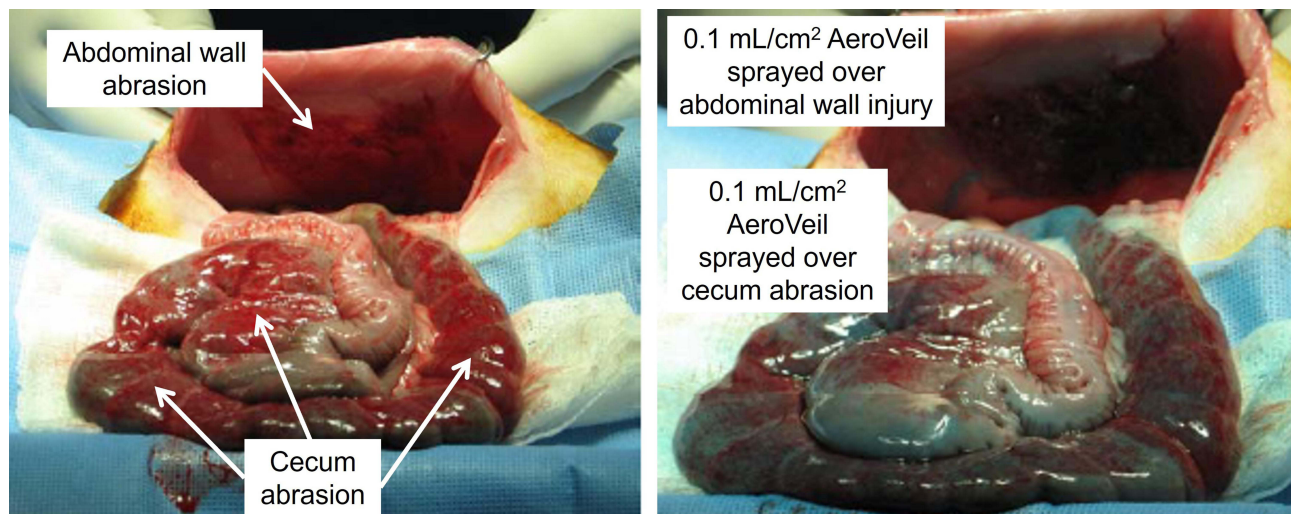 Abdominal wall
abrasion
Cecum
abrasion
0.1 mL/cm² AeroVeil
sprayed over
abdominal wall injury
0.1 mL/cm²
AeroVeil
sprayed over
cecum abrasion